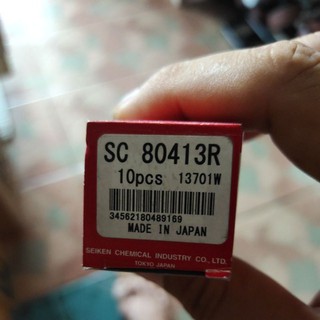 SC 80413R
10pcs 13701W
34562180489169
MADE IN JAPAN
SEIKEN CHEMICAL INDUSTRY CO., LTD.
TOKYO JAPAN